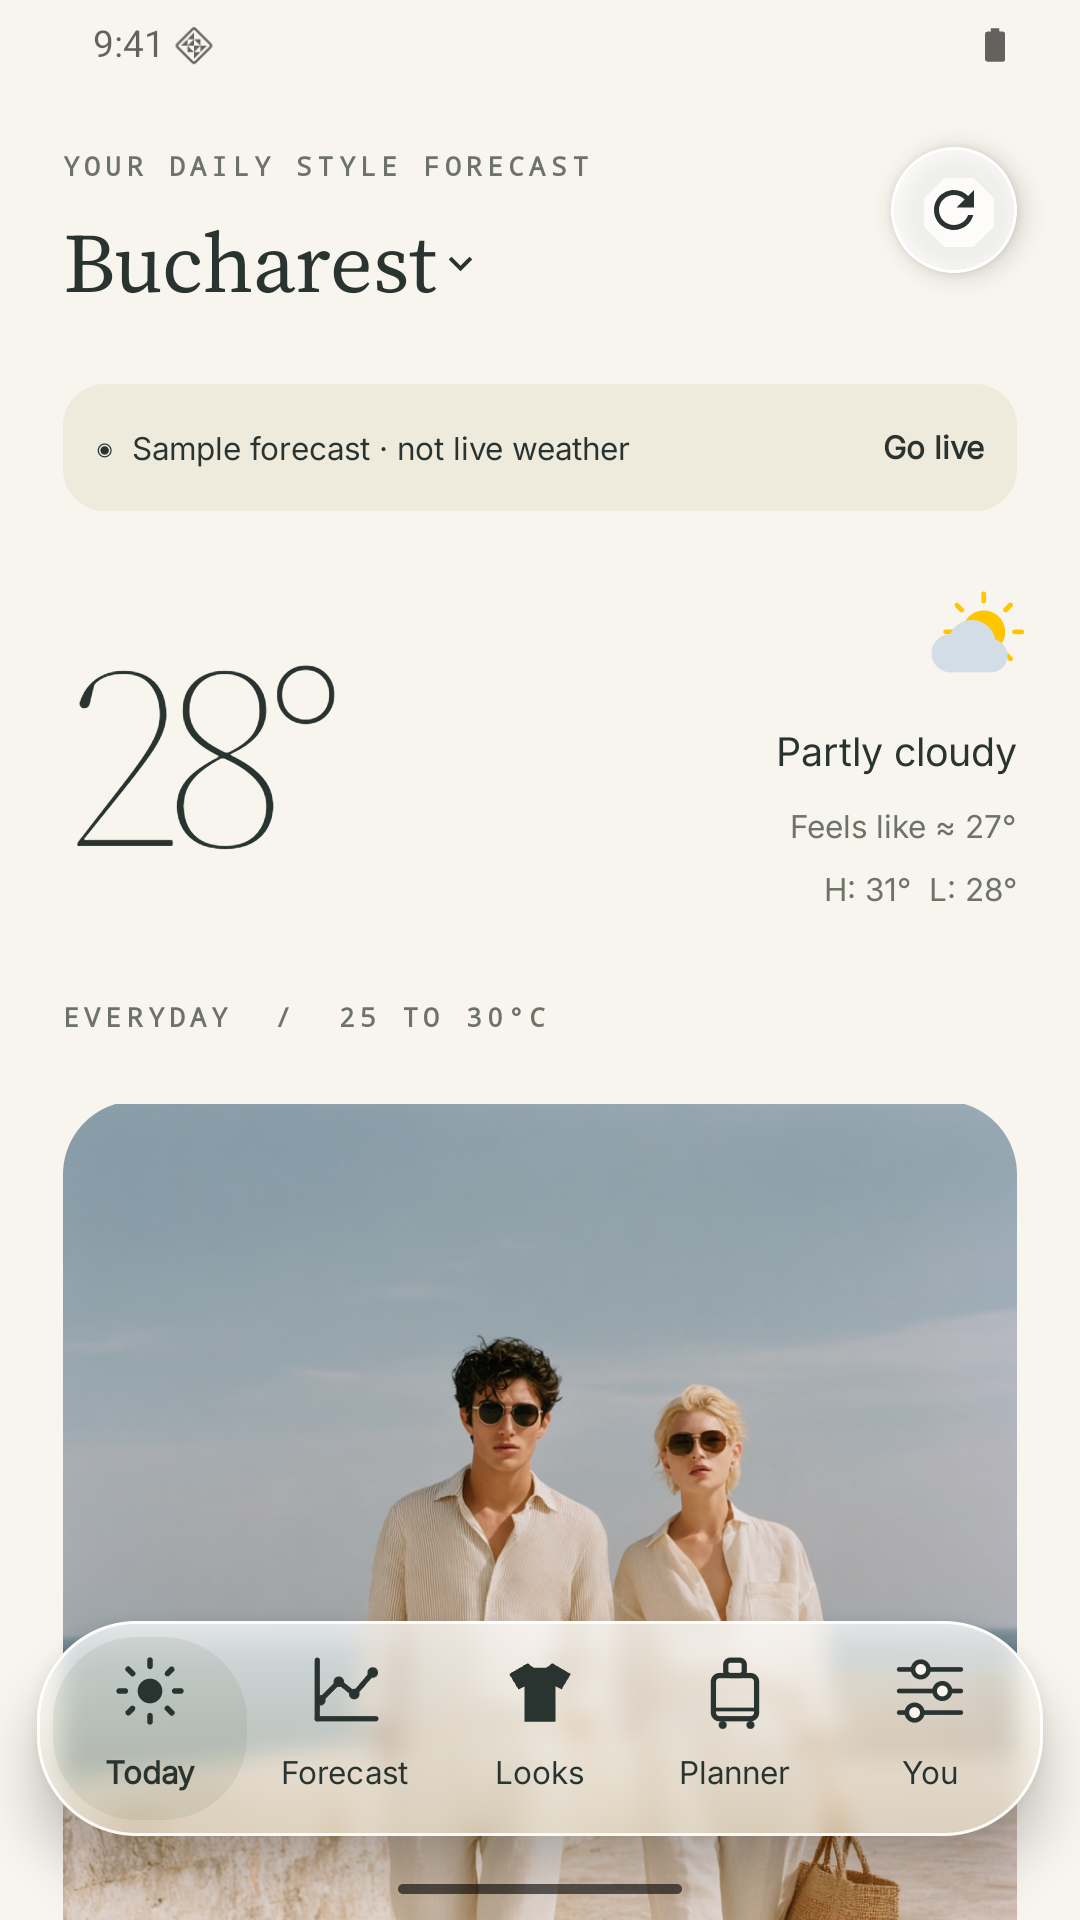 9:41
YOUR DAILY STYLE FORECAST
Bucharest
Sample forecast · not live weather
Go live
28°
Partly cloudy
Feels like ≈ 27°
H: 31° L: 28°
EVERYDAY / 25 TO 30°C
Today
Forecast
Looks
Planner
You